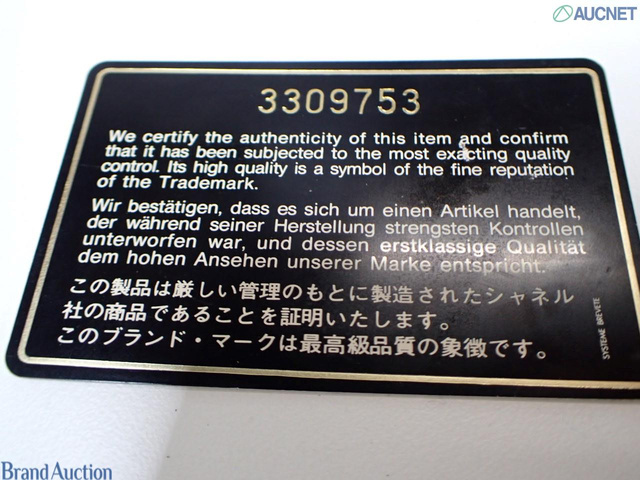 AUCNET
3309753
We certify the authenticity of this item and confirm
that it has been subjected to the most exacting quality
control. Its high quality is a symbol of the fine reputation
of the Trademark.
Wir bestätigen, dass es sich um einen Artikel handelt,
der während seiner Herstellung strengsten Kontrollen
unterworfen war, und dessen erstklassige Qualität
dem hohen Ansehen unserer Marke entspricht.
この製品は厳しい管理のもとに製造されたシャネル
社の商品であることを証明いたします。
このブランド・マークは最高級品質の象徴です。
SYSTEME BREVETE
Brand Auction